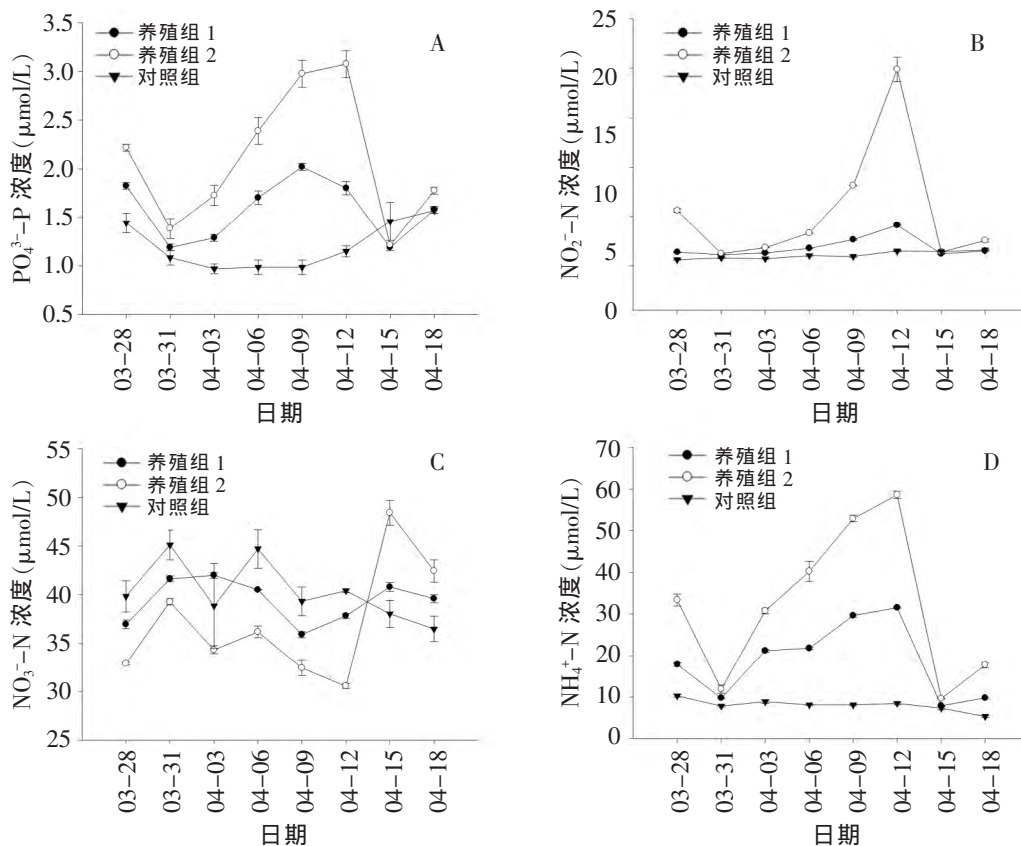 3.5
3.0
2.5
2.0
1.5
1.0
0.5
PO₄³⁻-P 浓度(μmol/L)
养殖组 1
养殖组 2
对照组
A
03-28
03-31
04-03
04-06
04-09
04-12
04-15
04-18
日期
25
20
15
10
5
0
NO₂⁻-N 浓度(μmol/L)
养殖组 1
养殖组 2
对照组
B
03-28
03-31
04-03
04-06
04-09
04-12
04-15
04-18
日期
55
50
45
40
35
30
25
NO₃⁻-N 浓度(μmol/L)
养殖组 1
养殖组 2
对照组
C
03-28
03-31
04-03
04-06
04-09
04-12
04-15
04-18
日期
70
60
50
40
30
20
10
0
NH₄⁺-N 浓度(μmol/L)
养殖组 1
养殖组 2
对照组
D
03-28
03-31
04-03
04-06
04-09
04-12
04-15
04-18
日期